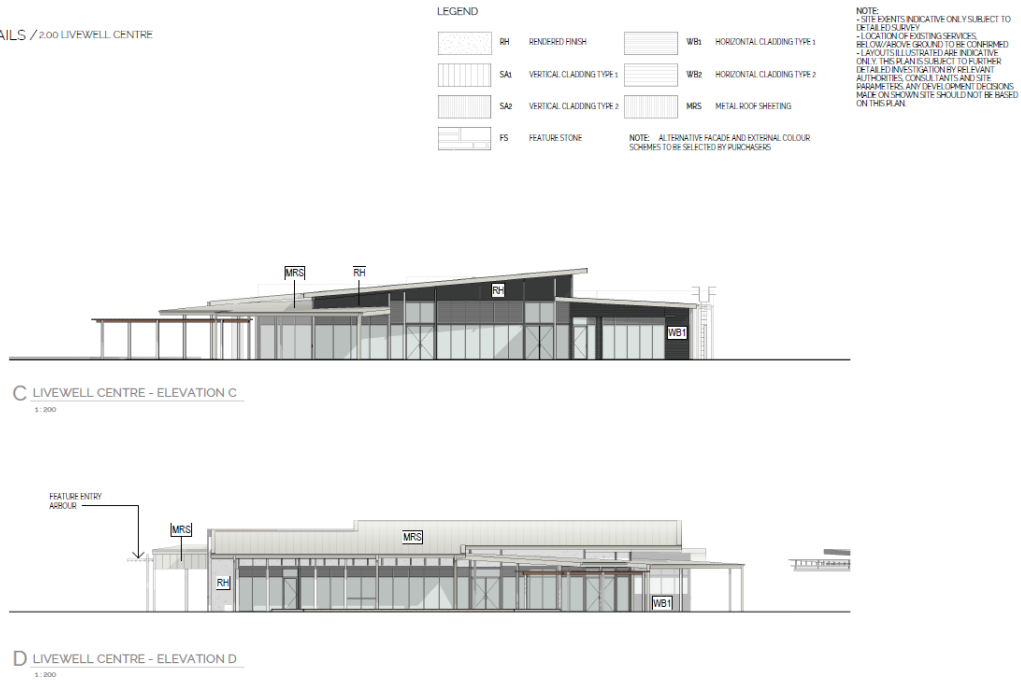 AILS / 2.00 LIVEWELL CENTRE
LEGEND
RH RENDERED FINISH
WB1 HORIZONTAL CLADDING TYPE 1
SA1 VERTICAL CLADDING TYPE 1
WB2 HORIZONTAL CLADDING TYPE 2
SA2 VERTICAL CLADDING TYPE 2
MRS METAL ROOF SHEETING
FS FEATURE STONE
NOTE: ALTERNATIVE FACADE AND EXTERNAL COLOUR
SCHEMES TO BE SELECTED BY PURCHASERS
NOTE:
- SITE EXENTS INDICATIVE ONLY SUBJECT TO
DETAILED SURVEY
- LOCATION OF EXISTING SERVICES,
BELOW/ABOVE GROUND TO BE CONFIRMED
- LAYOUTS ILLUSTRATED ARE INDICATIVE
ONLY. THIS PLAN IS SUBJECT TO FURTHER
DETAILED INVESTIGATION BY RELEVANT
AUTHORITIES, CONSULTANTS AND SITE
PARAMETERS. ANY DEVELOPMENT DECISIONS
MADE ON SHOWN SITE SHOULD NOT BE BASED
ON THIS PLAN.
MRS
RH
RH
WB1
C LIVEWELL CENTRE - ELEVATION C
1 : 200
FEATURE ENTRY
ARBOUR
MRS
MRS
RH
WB1
D LIVEWELL CENTRE - ELEVATION D
1 : 200